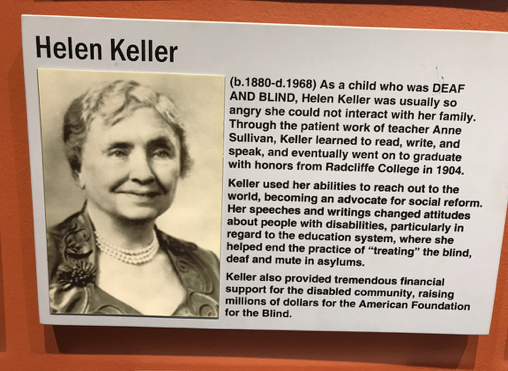 Helen Keller
(b.1880-d.1968) As a child who was DEAF
AND BLIND, Helen Keller was usually so
angry she could not interact with her family.
Through the patient work of teacher Anne
Sullivan, Keller learned to read, write, and
speak, and eventually went on to graduate
with honors from Radcliffe College in 1904.
Keller used her abilities to reach out to the
world, becoming an advocate for social reform.
Her speeches and writings changed attitudes
about people with disabilities, particularly in
regard to the education system, where she
helped end the practice of “treating” the blind,
deaf and mute in asylums.
Keller also provided tremendous financial
support for the disabled community, raising
millions of dollars for the American Foundation
for the Blind.